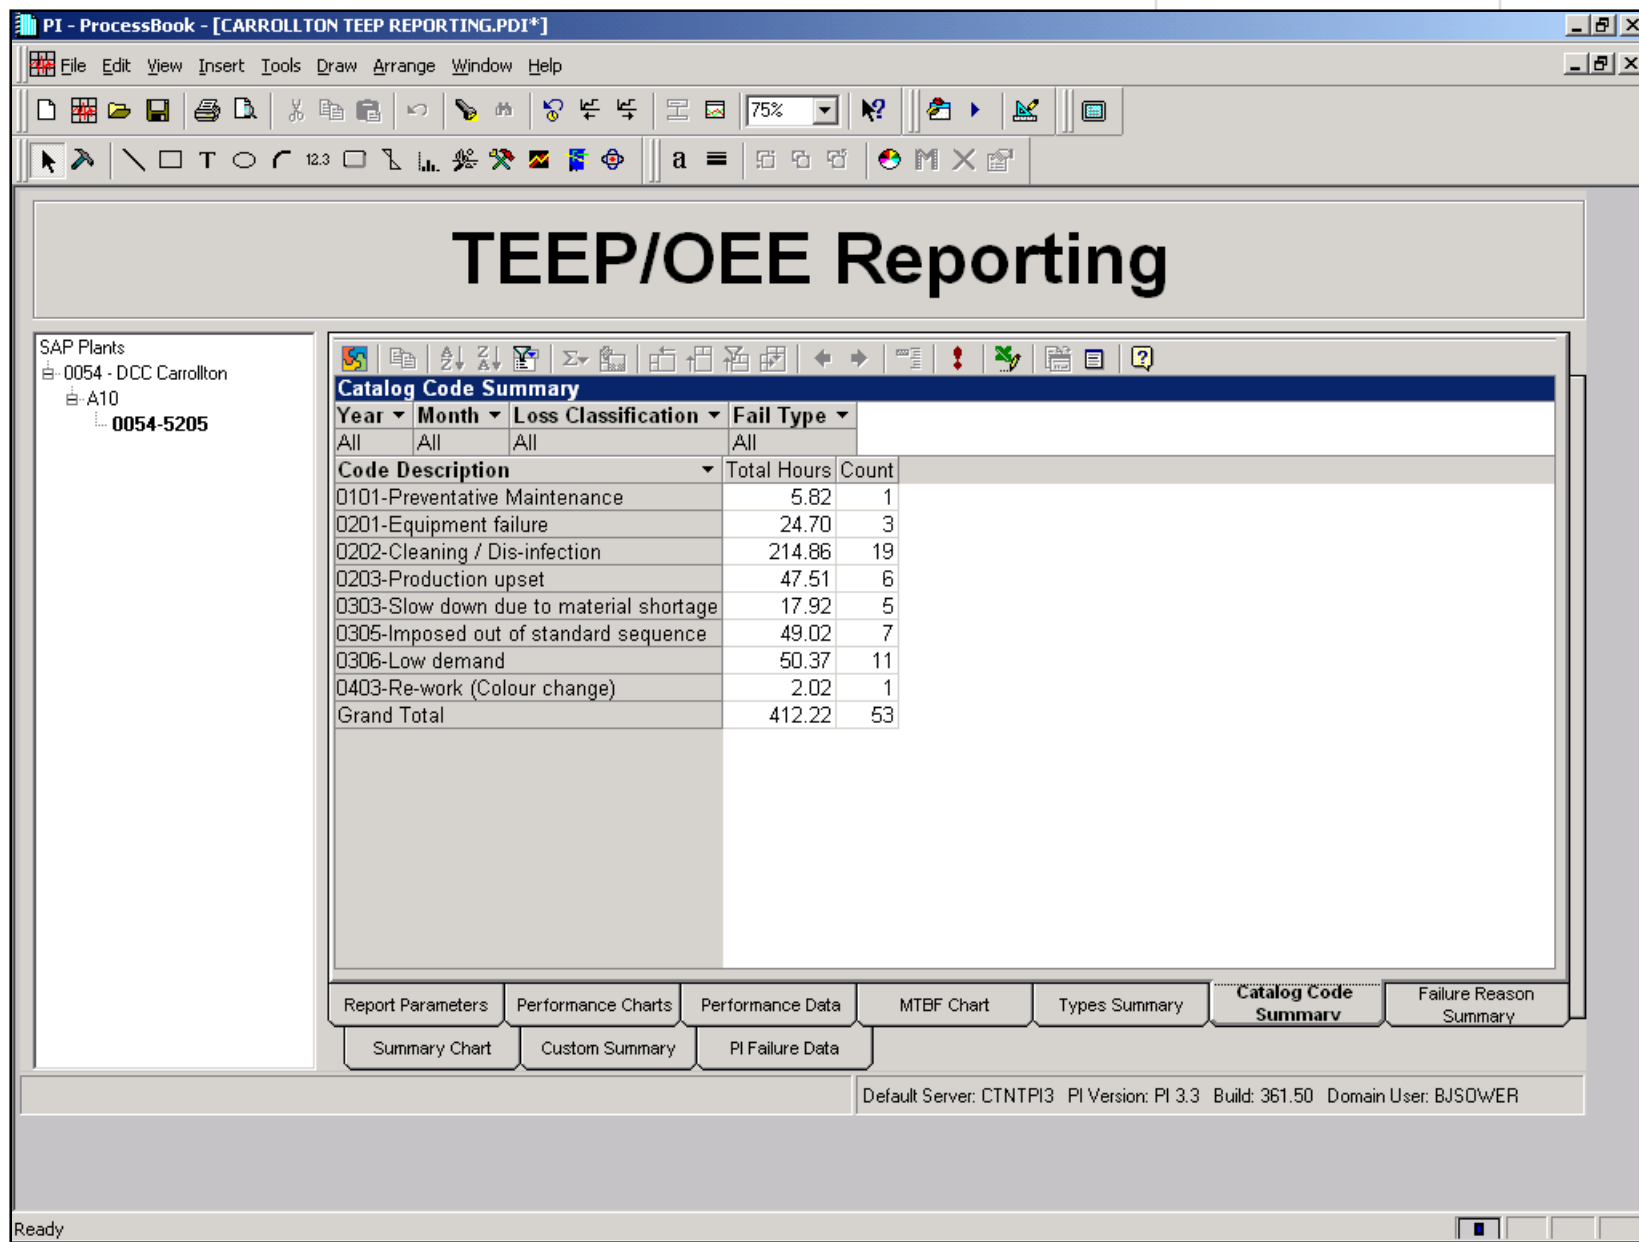 PI - ProcessBook - [CARROLLTON TEEP REPORTING.PDI*]
File Edit View Insert Tools Draw Arrange Window Help
75%
T 12.3 a
TEEP/OEE Reporting
SAP Plants
0054 - DCC Carrollton
A10
0054-5205
Catalog Code Summary
Year Month Loss Classification Fail Type
All All All All
Code Description Total Hours Count
0101-Preventative Maintenance 5.82 1
0201-Equipment failure 24.70 3
0202-Cleaning / Dis-infection 214.86 19
0203-Production upset 47.51 6
0303-Slow down due to material shortage 17.92 5
0305-Imposed out of standard sequence 49.02 7
0306-Low demand 50.37 11
0403-Re-work (Colour change) 2.02 1
Grand Total 412.22 53
Report Parameters Performance Charts Performance Data MTBF Chart Types Summary Catalog Code Summary Failure Reason Summary
Summary Chart Custom Summary PI Failure Data
Default Server: CTNTPI3 PI Version: PI 3.3 Build: 361.50 Domain User: BJSOWER
Ready